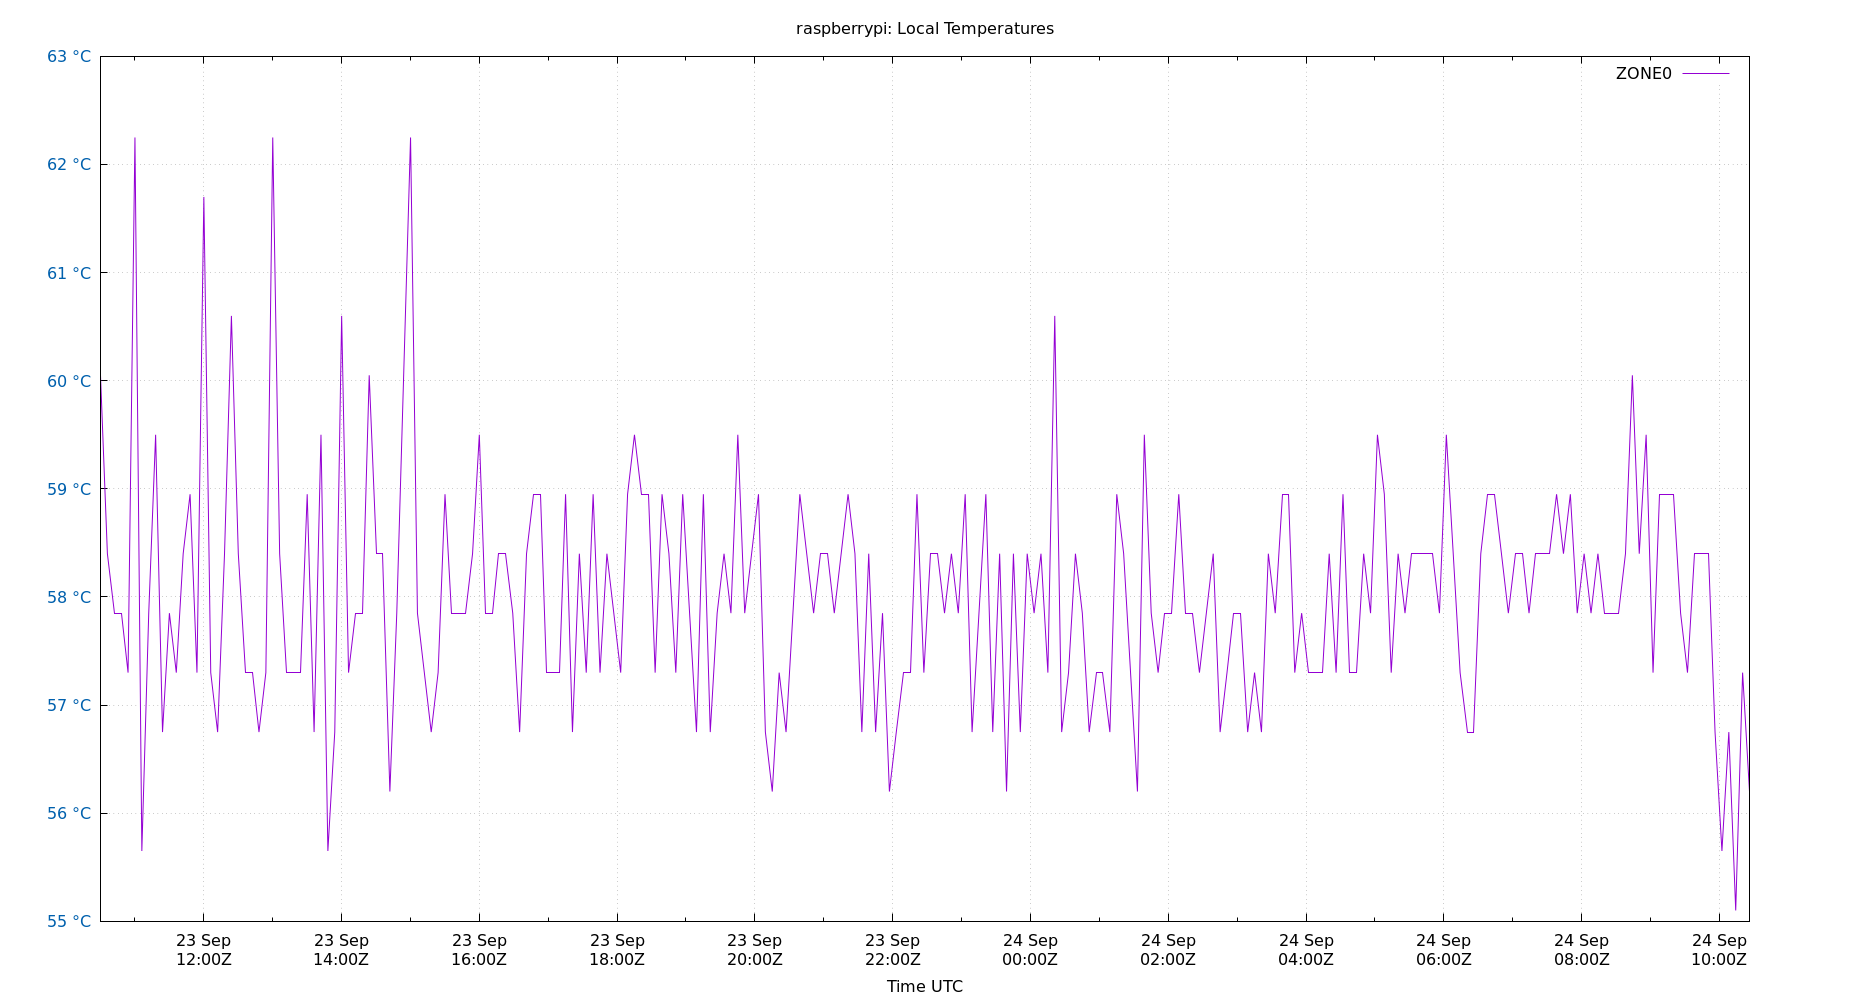 raspberrypi: Local Temperatures
63 °C
ZONE0
62 °C
61 °C
60 °C
59 °C
58 °C
57 °C
56 °C
55 °C
23 Sep 23 Sep 23 Sep 23 Sep 23 Sep 23 Sep 24 Sep 24 Sep 24 Sep 24 Sep 24 Sep 24 Sep
12:00Z 14:00Z 16:00Z 18:00Z 20:00Z 22:00Z 00:00Z 02:00Z 04:00Z 06:00Z 08:00Z 10:00Z
Time UTC